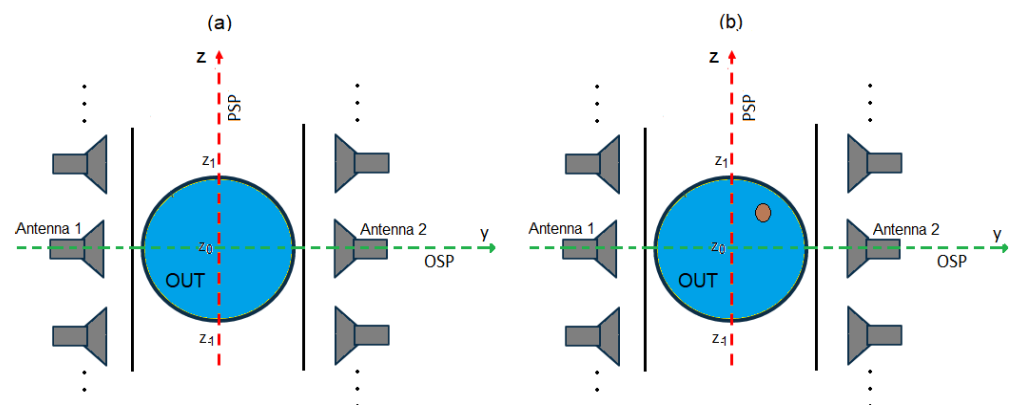 (a)
z
PSP
z1
Antenna 1
Antenna 2
y
z0
OSP
OUT
z-1
(b)
z
PSP
z1
Antenna 1
Antenna 2
y
z0
OSP
OUT
z-1